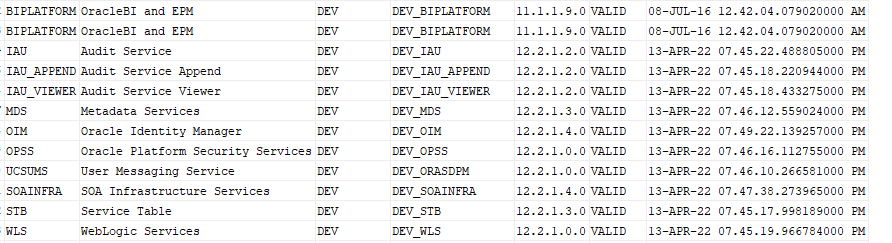 BIPLATFORM OracleBI and EPM DEV DEV_BIPLATFORM 11.1.1.9.0 VALID 08-JUL-16 12.42.04.079020000 AM
BIPLATFORM OracleBI and EPM DEV DEV_BIPLATFORM 11.1.1.9.0 VALID 08-JUL-16 12.42.04.079020000 AM
IAU Audit Service DEV DEV_IAU 12.2.1.2.0 VALID 13-APR-22 07.45.22.488805000 PM
IAU_APPEND Audit Service Append DEV DEV_IAU_APPEND 12.2.1.2.0 VALID 13-APR-22 07.45.18.220944000 PM
IAU_VIEWER Audit Service Viewer DEV DEV_IAU_VIEWER 12.2.1.2.0 VALID 13-APR-22 07.45.18.433275000 PM
MDS Metadata Services DEV DEV_MDS 12.2.1.3.0 VALID 13-APR-22 07.46.12.559024000 PM
OIM Oracle Identity Manager DEV DEV_OIM 12.2.1.4.0 VALID 13-APR-22 07.49.22.139257000 PM
OPSS Oracle Platform Security Services DEV DEV_OPSS 12.2.1.0.0 VALID 13-APR-22 07.46.16.112755000 PM
UCSUMS User Messaging Service DEV DEV_ORASDPM 12.2.1.0.0 VALID 13-APR-22 07.46.10.266581000 PM
SOAINFRA SOA Infrastructure Services DEV DEV_SOAINFRA 12.2.1.4.0 VALID 13-APR-22 07.47.38.273965000 PM
STB Service Table DEV DEV_STB 12.2.1.3.0 VALID 13-APR-22 07.45.17.998189000 PM
WLS WebLogic Services DEV DEV_WLS 12.2.1.0.0 VALID 13-APR-22 07.45.19.966784000 PM